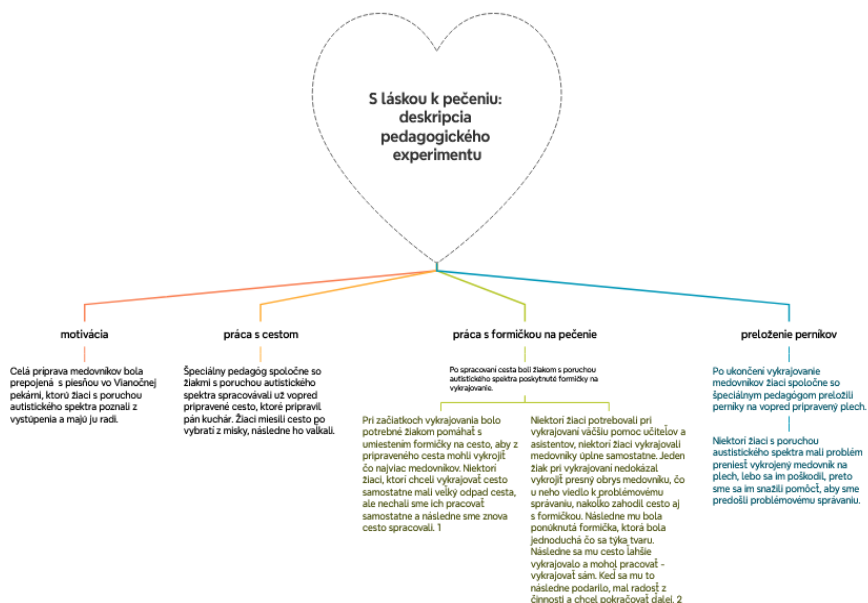 S láskou k pečeniu:
deskripcia
pedagogického
experimentu
motivácia
Celá príprava medovníkov bola
prepojená s piesňou vo Vianočnej
pekárni, ktorú žiaci s poruchou
autistického spektra poznali z
vystúpenia a majú ju radi.
práca s cestom
Špeciálny pedagóg spoločne so
žiakmi s poruchou autistického
spektra spracovávali už vopred
pripravené cesto, ktoré pripravil
pán kuchár. Žiaci miesili cesto po
vybratí z misky, následne ho vaľkali.
práca s formičkou na pečenie
Po spracovaní cesta boli žiakom s poruchou
autistického spektra poskytnuté formičky na
vykrajovanie.
Pri začiatkoch vykrajovania bolo
potrebné žiakom pomáhať s
umiestením formičky na cesto, aby z
pripraveného cesta mohli vykrojiť
čo najviac medovníkov. Niektorí
žiaci, ktorí chceli vykrajovať cesto
samostatne mali veľký odpad cesta,
ale nechali sme ich pracovať
samostatne a následne sme znova
cesto spracovali. 1
Niektorí žiaci potrebovali pri
vykrajovaní väčšiu pomoc učiteľov a
asistentov, niektorí žiaci vykrajovali
medovníky úplne samostatne. Jeden
žiak pri vykrajovaní nedokázal
vykrojiť presný obrys medovníku, čo
u neho viedlo k problémovému
správaniu, nakoľko zahodil cesto aj
s formičkou. Následne mu bola
ponúknutá formička, ktorá bola
jednoduchá čo sa týka tvaru.
Následne sa mu cesto ľahšie
vykrajovalo a mohol pracovať -
vykrajovať sám. Keď sa mu to
následne podarilo, mal radosť z
činnosti a chcel pokračovať ďalej. 2
preloženie perníkov
Po ukončení vykrajovanie
medovníkov žiaci spoločne so
špeciálnym pedagógom preložili
perníky na vopred pripravený plech.
Niektorí žiaci s poruchou
austistického spektra mali problém
preniesť vykrojený medovník na
plech, lebo sa im poškodil, preto
sme sa im snažili pomôcť, aby sme
predošli problémovému správaniu.